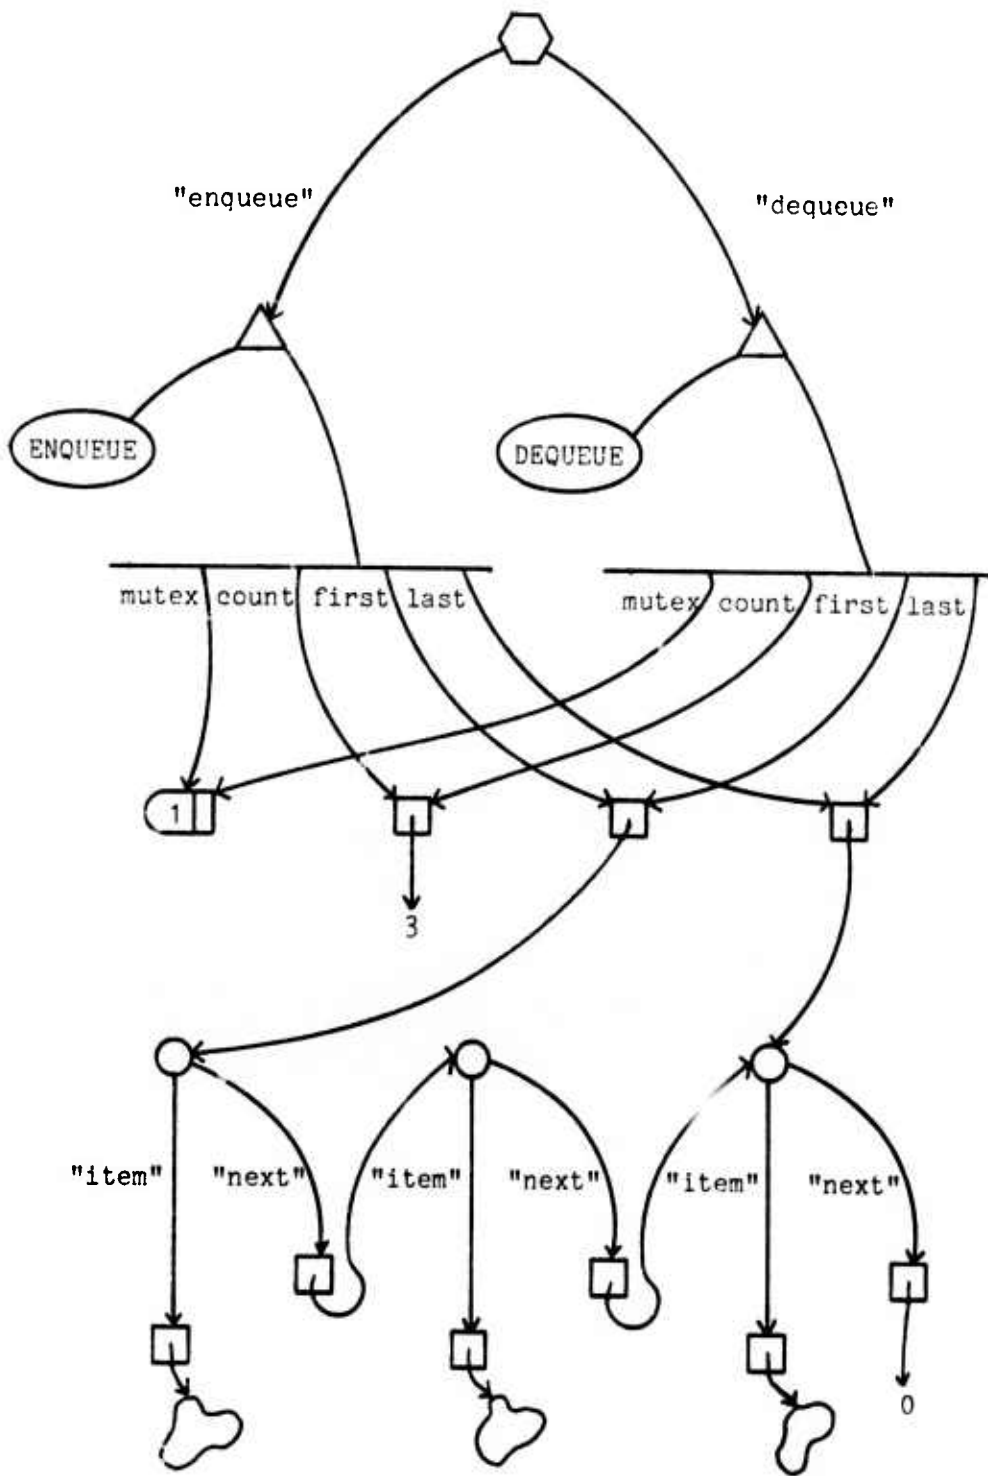 "enqueue"
"dequeue"
ENQUEUE
DEQUEUE
mutex count first last
mutex count first last
1
3
"item" "next" "item" "next" "item" "next"
0